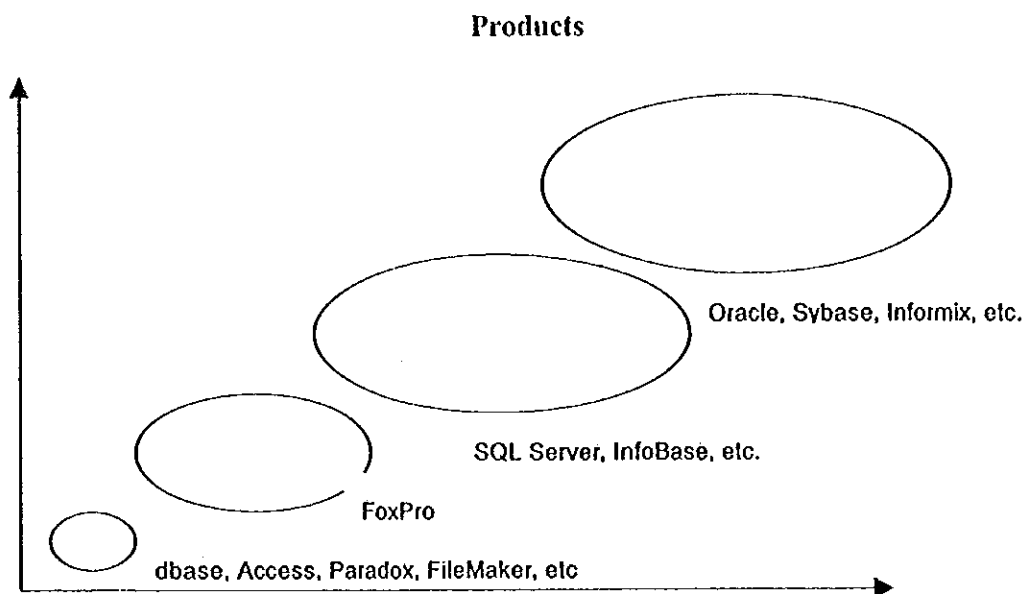 Products
Oracle, Sybase, Informix, etc.
SQL Server, InfoBase, etc.
FoxPro
dbase, Access, Paradox, FileMaker, etc